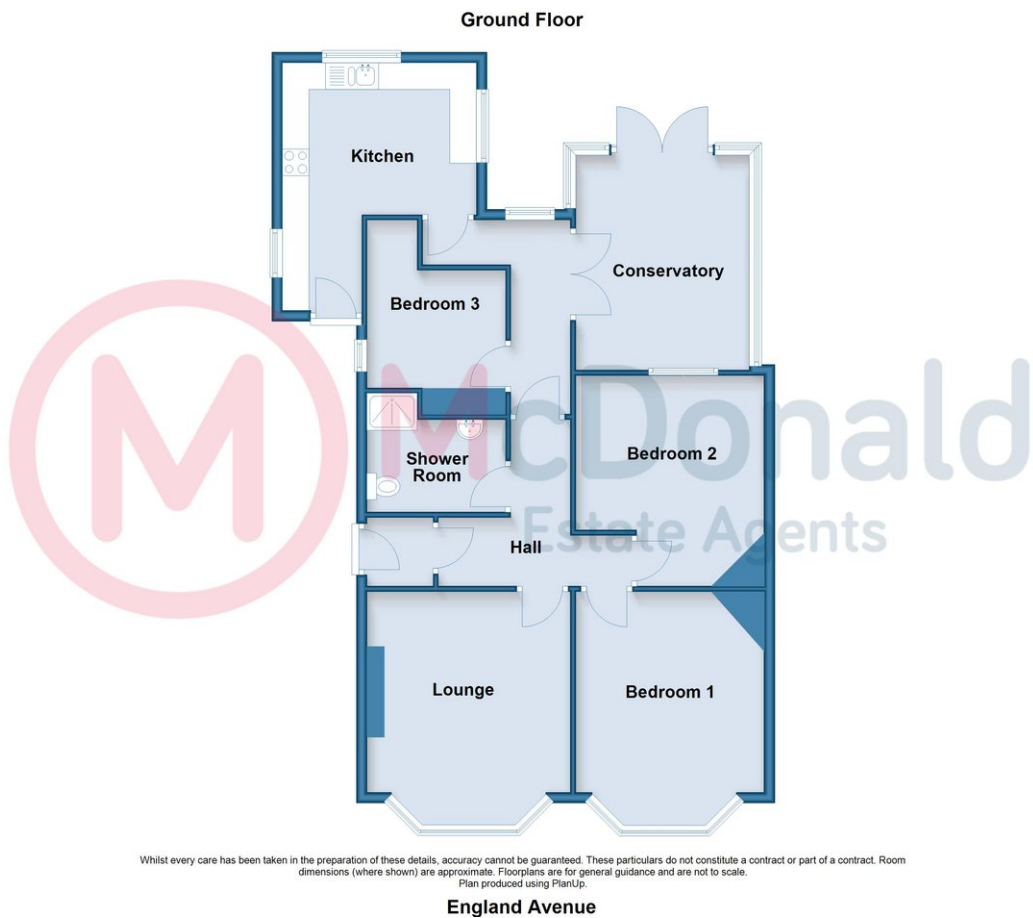 Ground Floor
Kitchen
Conservatory
Bedroom 3
McDonald
Bedroom 2
Shower
Room
Estate Agents
Hall
Lounge
Bedroom 1
Whilst every care has been taken in the preparation of these details, accuracy cannot be guaranteed. These particulars do not constitute a contract or part of a contract. Room
dimensions (where shown) are approximate. Floorplans are for general guidance and are not to scale.
Plan produced using PlanUp.
England Avenue